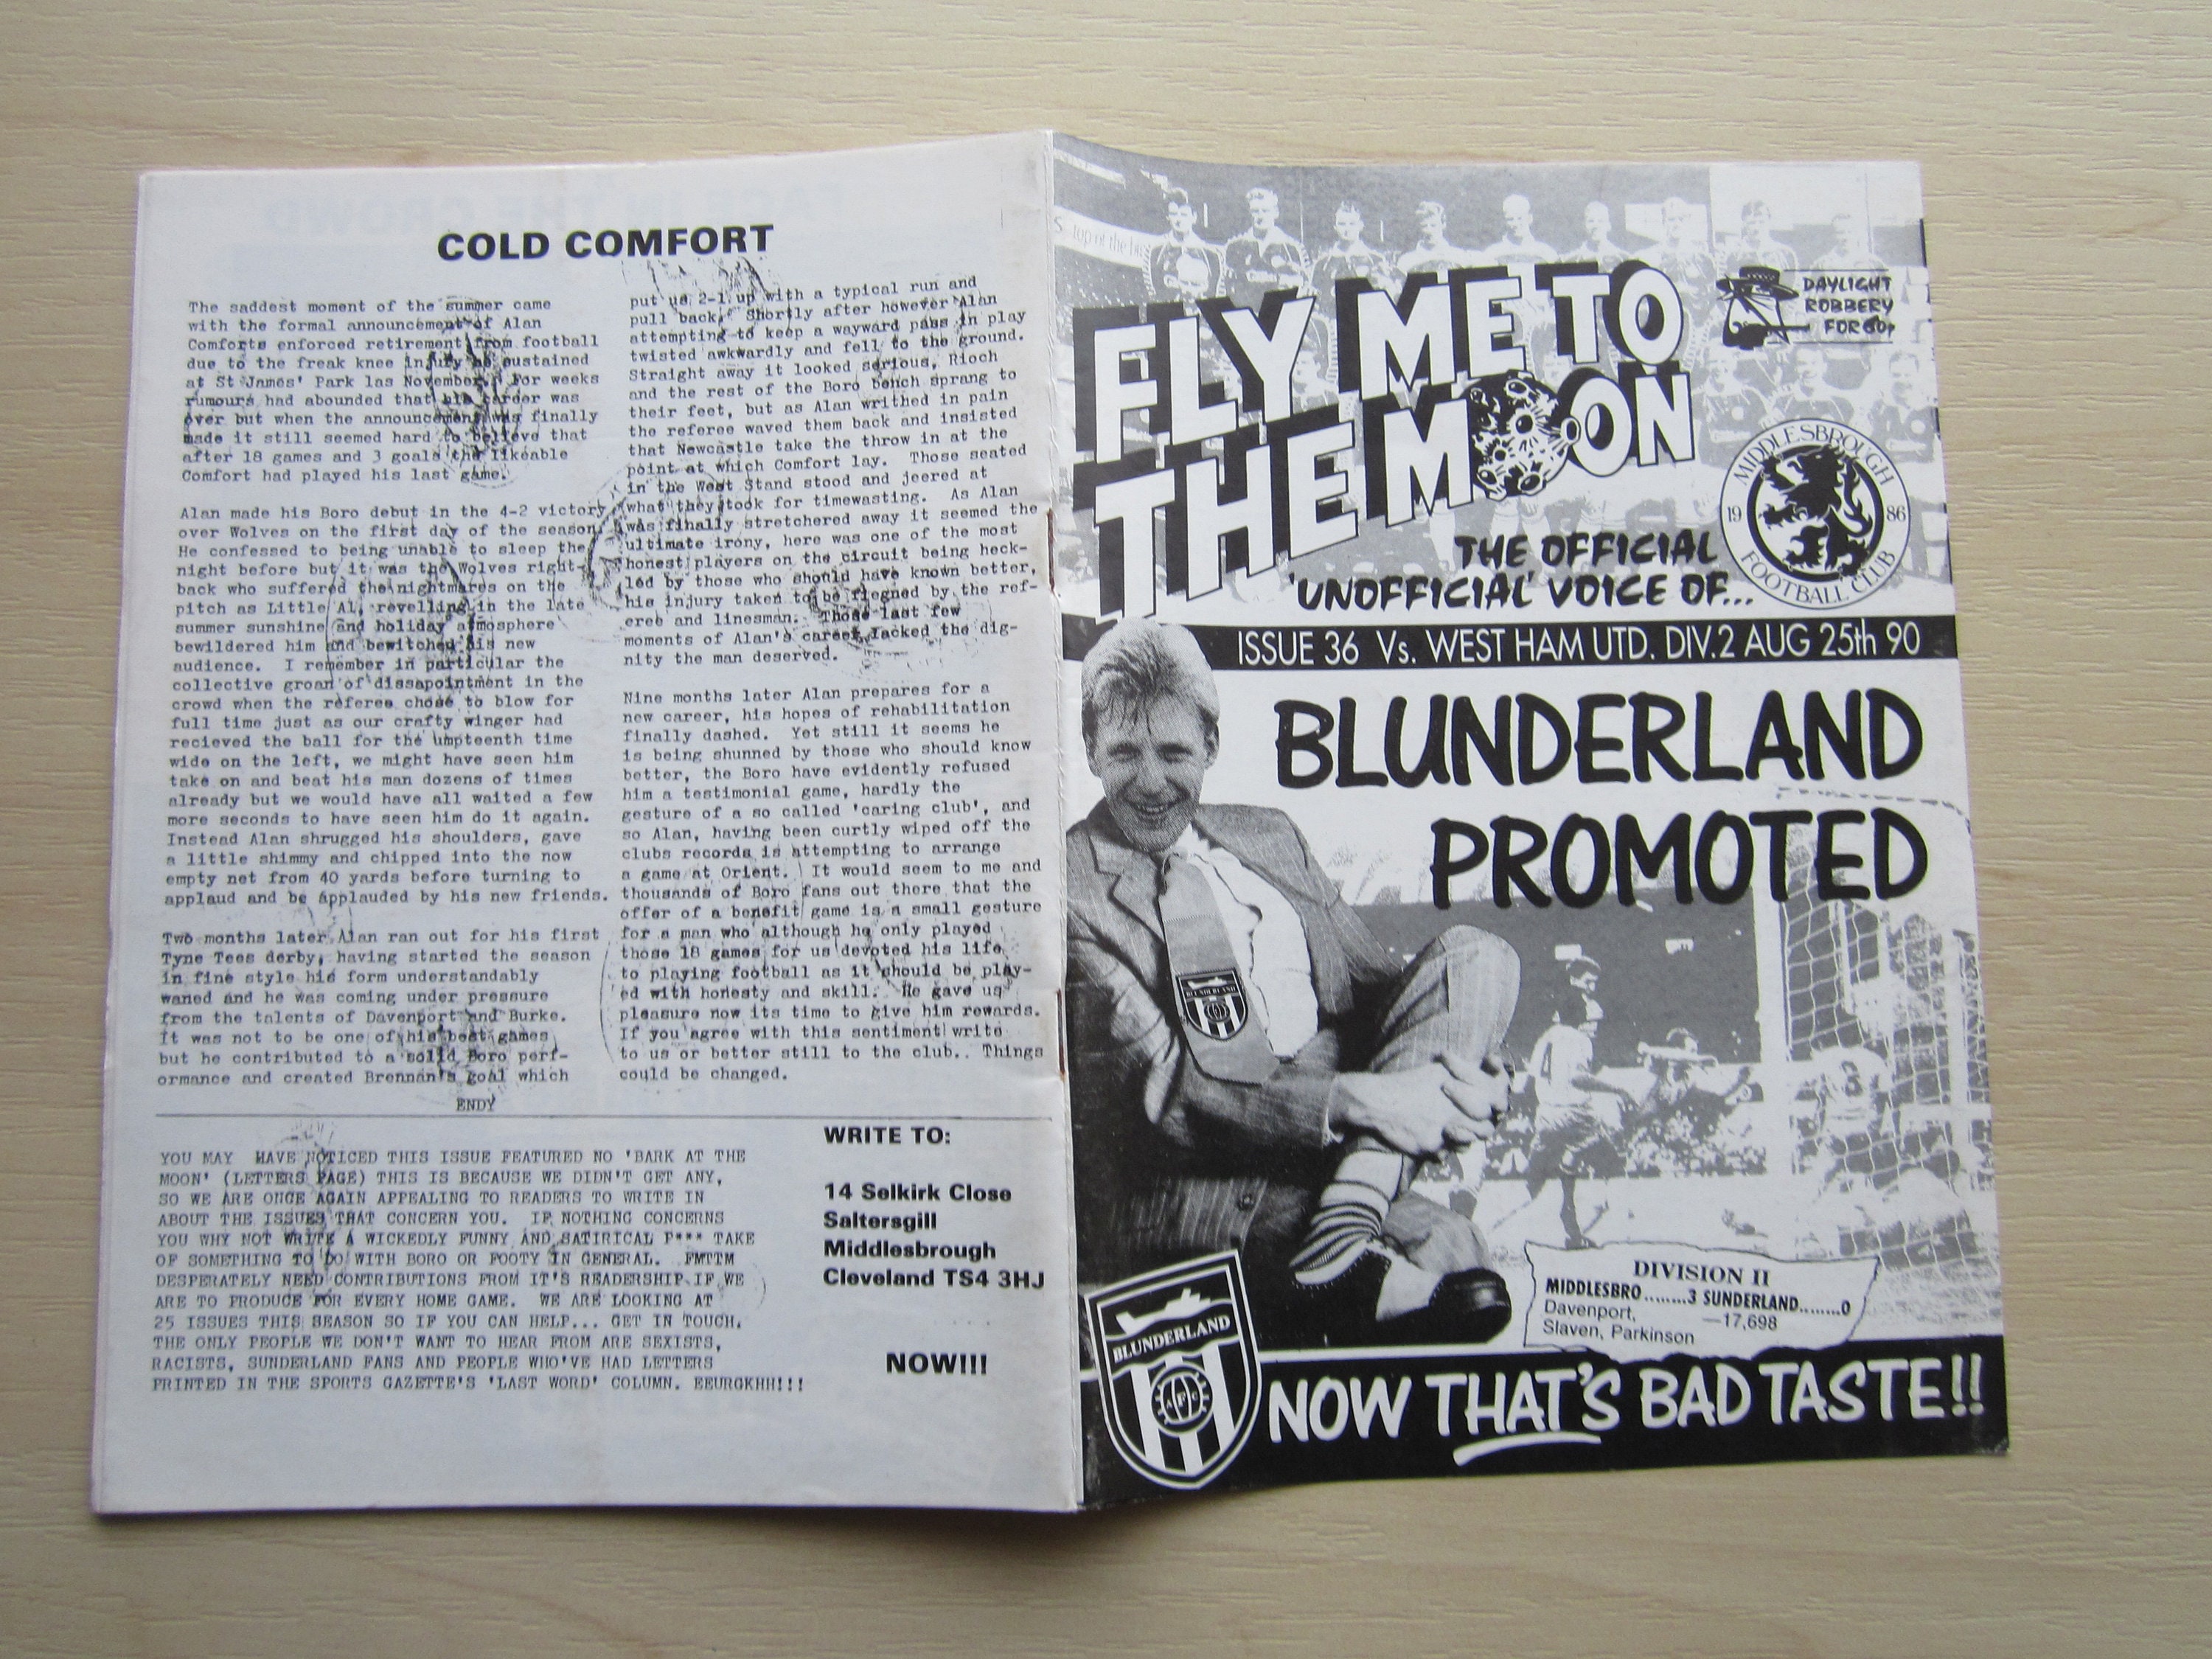 COLD COMFORT
The saddest moment of the summer came
with the formal announcement of Alan
Comforts enforced retirement from football
due to the freak knee injury he sustained
at St James' Park las November. For weeks
rumours had abounded that his career was
over but when the announcement was finally
made it still seemed hard to believe that
after 18 games and 3 goals the likeable
Comfort had played his last game.
Alan made his Boro debut in the 4-2 victory
over Wolves on the first day of the season.
He confessed to being unable to sleep the
night before but it was the Wolves right-
back who suffered the nightmares on the
pitch as Little Al, revelling in the late
summer sunshine and holiday atmosphere
bewildered him and bewitched his new
audience. I remember in particular the
collective groan of dissapointment in the
crowd when the referee chose to blow for
full time just as our crafty winger had
recieved the ball for the umpteenth time
wide on the left, we might have seen him
take on and beat his man dozens of times
already but we would have all waited a few
more seconds to have seen him do it again.
Instead Alan shrugged his shoulders, gave
a little shimmy and chipped into the now
empty net from 40 yards before turning to
applaud and be applauded by his new friends.
Two months later Alan ran out for his first
Tyne Tees derby, having started the season
in fine style his form understandably
waned and he was coming under pressure
from the talents of Davenport and Burke.
It was not to be one of his best games
but he contributed to a solid Boro perf-
ormance and created Brennan's goal which
put us 2-1 up with a typical run and
pull back. Shortly after however Alan
attempting to keep a wayward pass in play
twisted awkwardly and fell to the ground.
Straight away it looked serious, Rioch
and the rest of the Boro bench sprang to
their feet, but as Alan writhed in pain
the referee waved them back and insisted
that Newcastle take the throw in at the
point at which Comfort lay. Those seated
in the West Stand stood and jeered at
what they took for timewasting. As Alan
was finally stretchered away it seemed the
ultimate irony, here was one of the most
honest players on the circuit being heck-
led by those who should have known better,
his injury taken to be fiegned by the ref-
eree and linesman. Those last few
moments of Alan's career lacked the dig-
nity the man deserved.
Nine months later Alan prepares for a
new career, his hopes of rehabilitation
finally dashed. Yet still it seems he
is being shunned by those who should know
better, the Boro have evidently refused
him a testimonial game, hardly the
gesture of a so called 'caring club', and
so Alan, having been curtly wiped off the
clubs records is attempting to arrange
a game at Orient. It would seem to me and
thousands of Boro fans out there that the
offer of a benefit game is a small gesture
for a man who although he only played
those 18 games for us devoted his life
to playing football as it should be play-
ed with honesty and skill. He gave us
pleasure now its time to give him rewards.
If you agree with this sentiment write
to us or better still to the club.. Things
could be changed.
ENDY
YOU MAY HAVE NOTICED THIS ISSUE FEATURED NO 'BARK AT THE
MOON' (LETTERS PAGE) THIS IS BECAUSE WE DIDN'T GET ANY,
SO WE ARE ONCE AGAIN APPEALING TO READERS TO WRITE IN
ABOUT THE ISSUES THAT CONCERN YOU. IF NOTHING CONCERNS
YOU WHY NOT WRITE A WICKEDLY FUNNY AND SATIRICAL P*** TAKE
OF SOMETHING TO DO WITH BORO OR FOOTY IN GENERAL. FMTTM
DESPERATELY NEED CONTRIBUTIONS FROM IT'S READERSHIP IF WE
ARE TO PRODUCE FOR EVERY HOME GAME. WE ARE LOOKING AT
25 ISSUES THIS SEASON SO IF YOU CAN HELP... GET IN TOUCH,
THE ONLY PEOPLE WE DON'T WANT TO HEAR FROM ARE SEXISTS,
RACISTS, SUNDERLAND FANS AND PEOPLE WHO'VE HAD LETTERS
PRINTED IN THE SPORTS GAZETTE'S 'LAST WORD' COLUMN. EEURGKHH!!!
WRITE TO:
14 Selkirk Close
Saltersgill
Middlesbrough
Cleveland TS4 3HJ
NOW!!!
FLY ME TO
THE MOON
DAYLIGHT
ROBBERY
FOR 60p
MIDDLESBROUGH
19 86
FOOTBALL CLUB
THE OFFICIAL
'UNOFFICIAL' VOICE OF...
ISSUE 36 Vs. WEST HAM UTD. DIV.2 AUG 25th 90
BLUNDERLAND
PROMOTED
BLUNDERLAND
DIVISION II
MIDDLESBRO........3 SUNDERLAND........0
Davenport, —17,698
Slaven, Parkinson
BLUNDERLAND
A F C
NOW THAT'S BAD TASTE!!